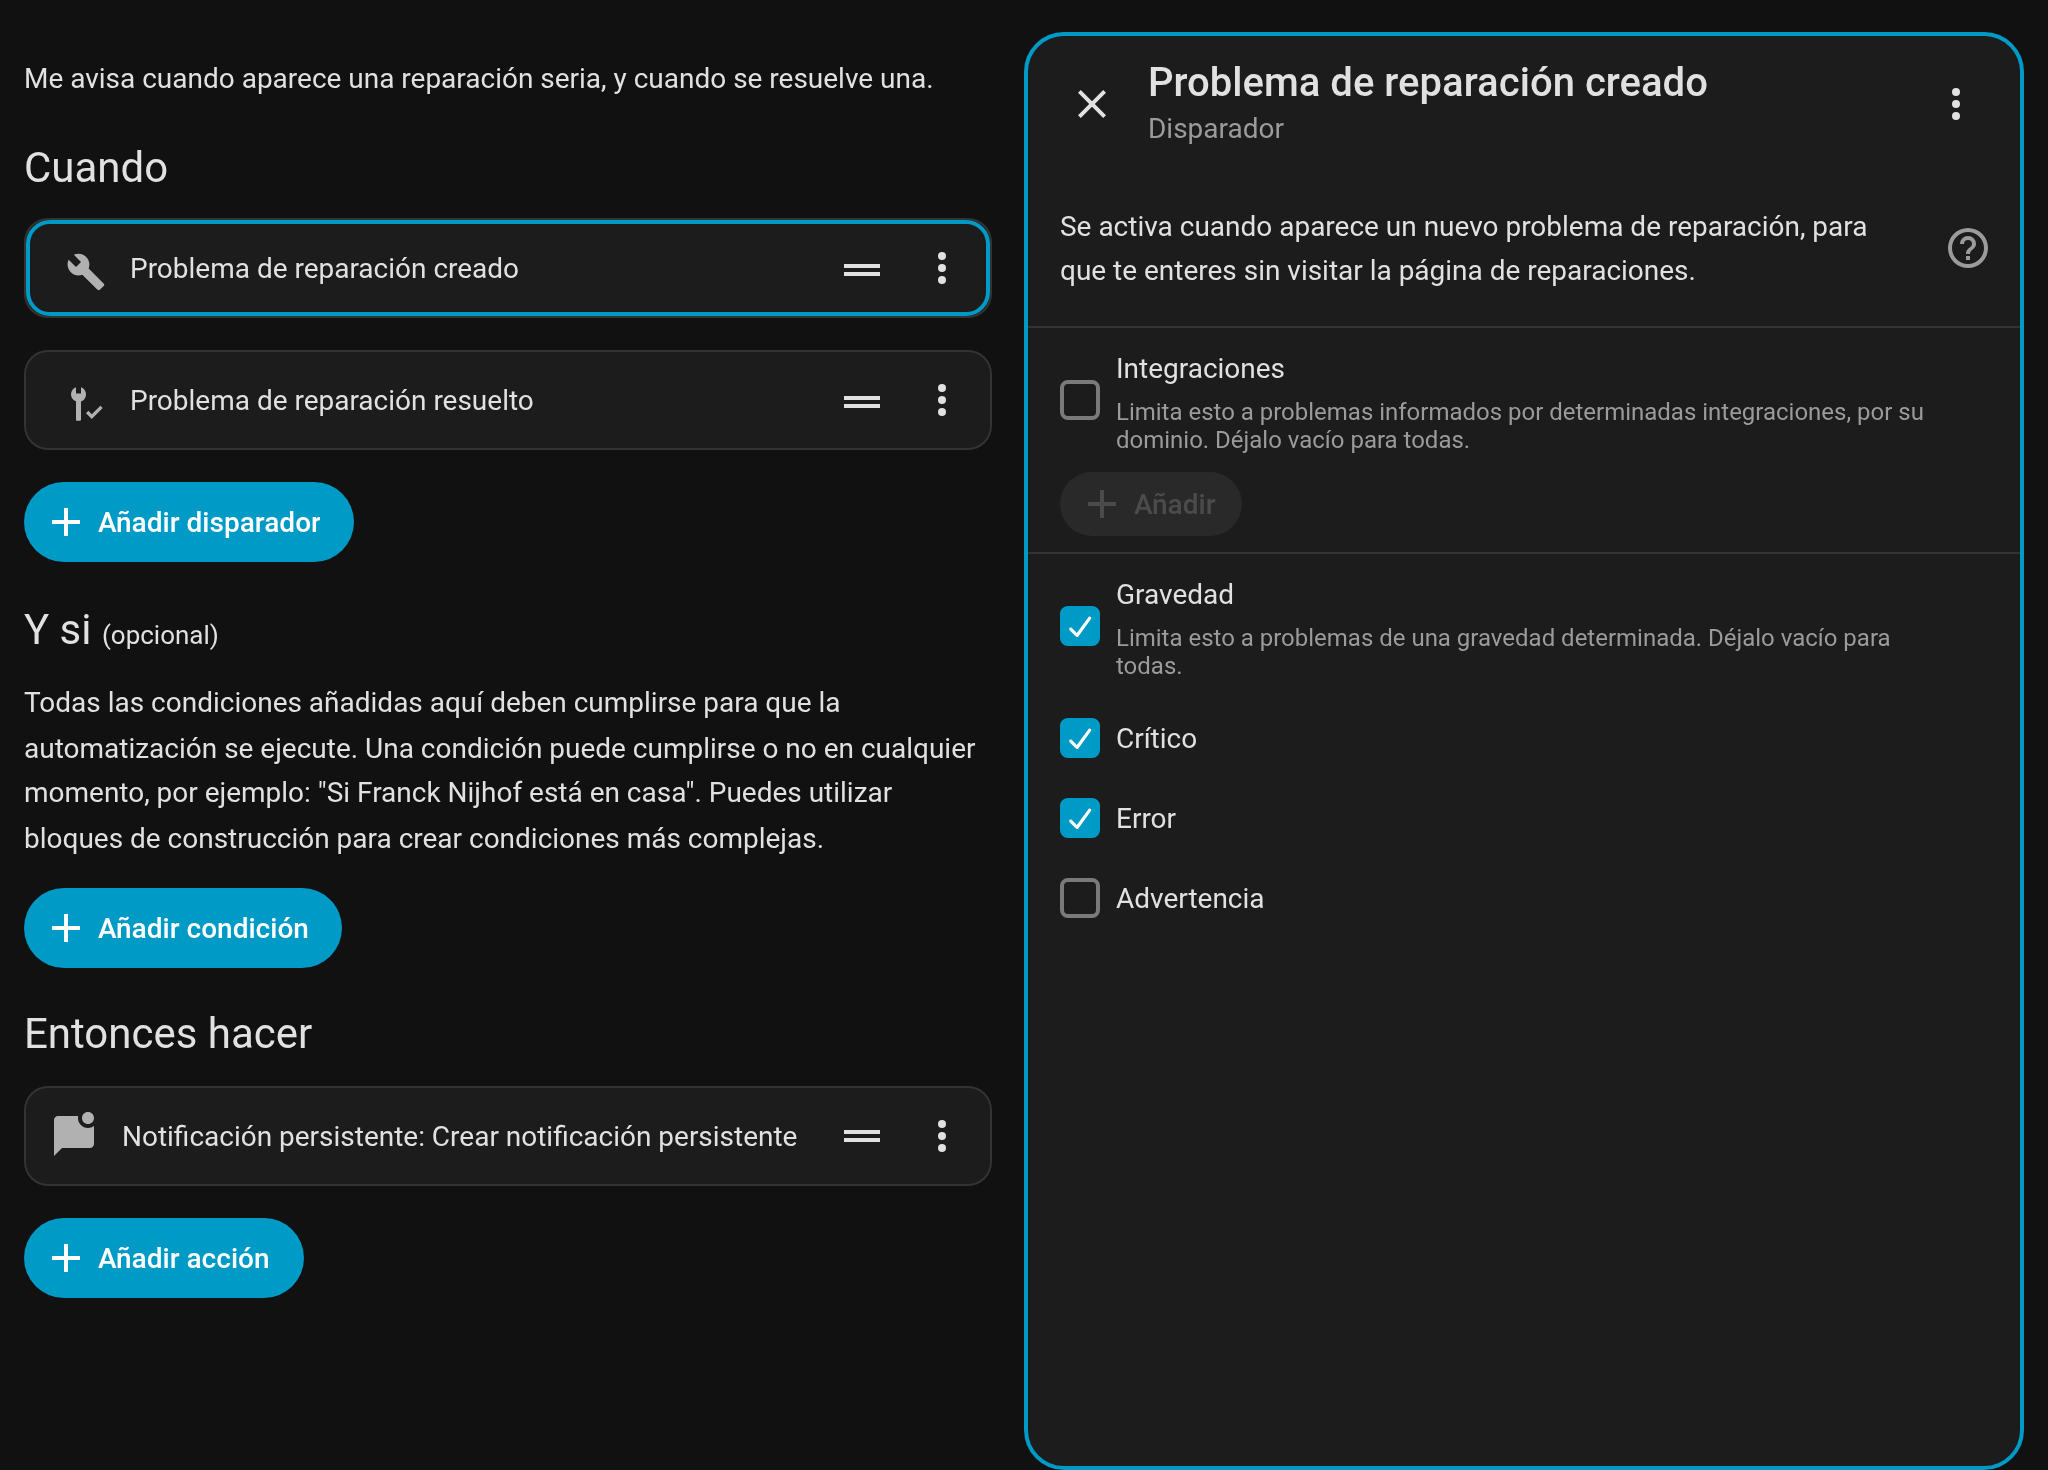 Me avisa cuando aparece una reparación seria, y cuando se resuelve una.
Cuando
Problema de reparación creado
Problema de reparación resuelto
Añadir disparador
Y si (opcional)
Todas las condiciones añadidas aquí deben cumplirse para que la
automatización se ejecute. Una condición puede cumplirse o no en cualquier
momento, por ejemplo: "Si Franck Nijhof está en casa". Puedes utilizar
bloques de construcción para crear condiciones más complejas.
Añadir condición
Entonces hacer
Notificación persistente: Crear notificación persistente
Añadir acción
Problema de reparación creado
Disparador
Se activa cuando aparece un nuevo problema de reparación, para
que te enteres sin visitar la página de reparaciones.
Integraciones
Limita esto a problemas informados por determinadas integraciones, por su
dominio. Déjalo vacío para todas.
Añadir
Gravedad
Limita esto a problemas de una gravedad determinada. Déjalo vacío para
todas.
Crítico
Error
Advertencia